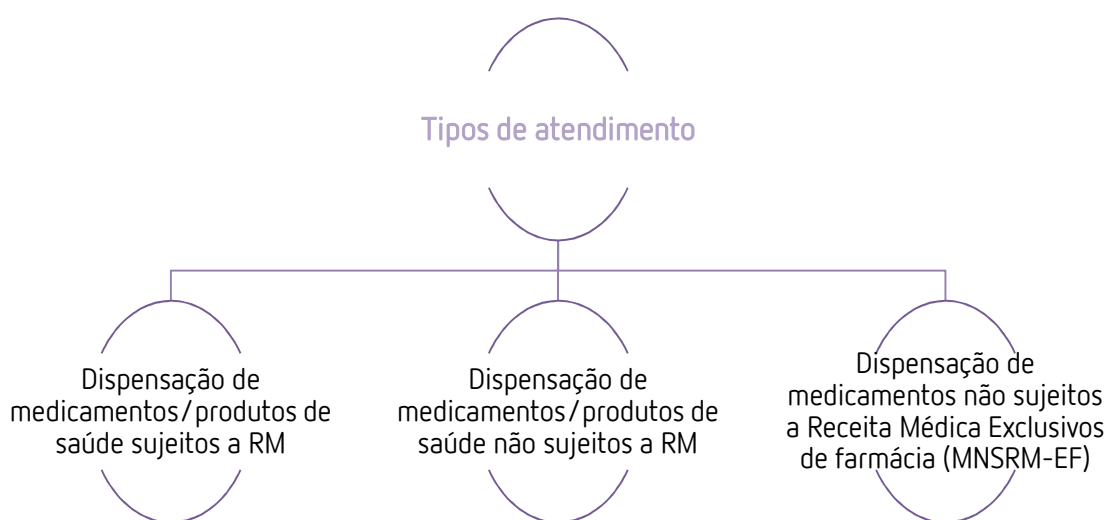 Tipos de atendimento
Dispensação de
medicamentos/produtos de
saúde sujeitos a RM
Dispensação de
medicamentos/produtos de
saúde não sujeitos a RM
Dispensação de
medicamentos não sujeitos
a Receita Médica Exclusivos
de farmácia (MNSRM-EF)